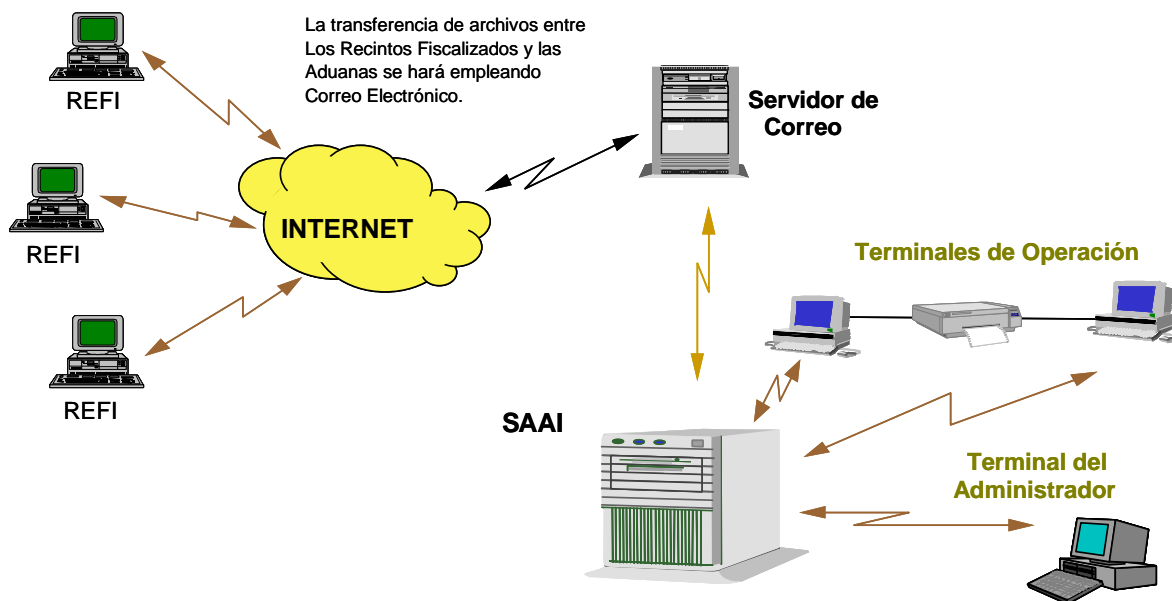 La transferencia de archivos entre
Los Recintos Fiscalizados y las
Aduanas se hará empleando
Correo Electrónico.
REFI
Servidor de
Correo
INTERNET
REFI
Terminales de Operación
REFI
SAAI
Terminal del
Administrador